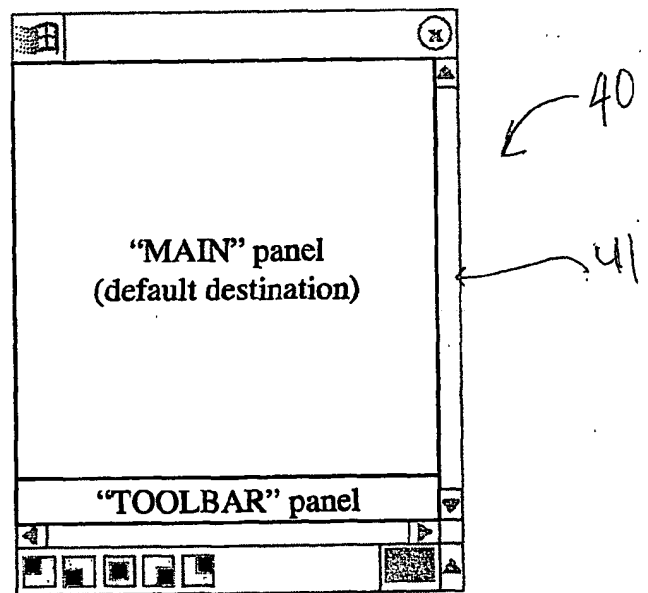 40
“MAIN” panel
(default destination)
41
“TOOLBAR” panel